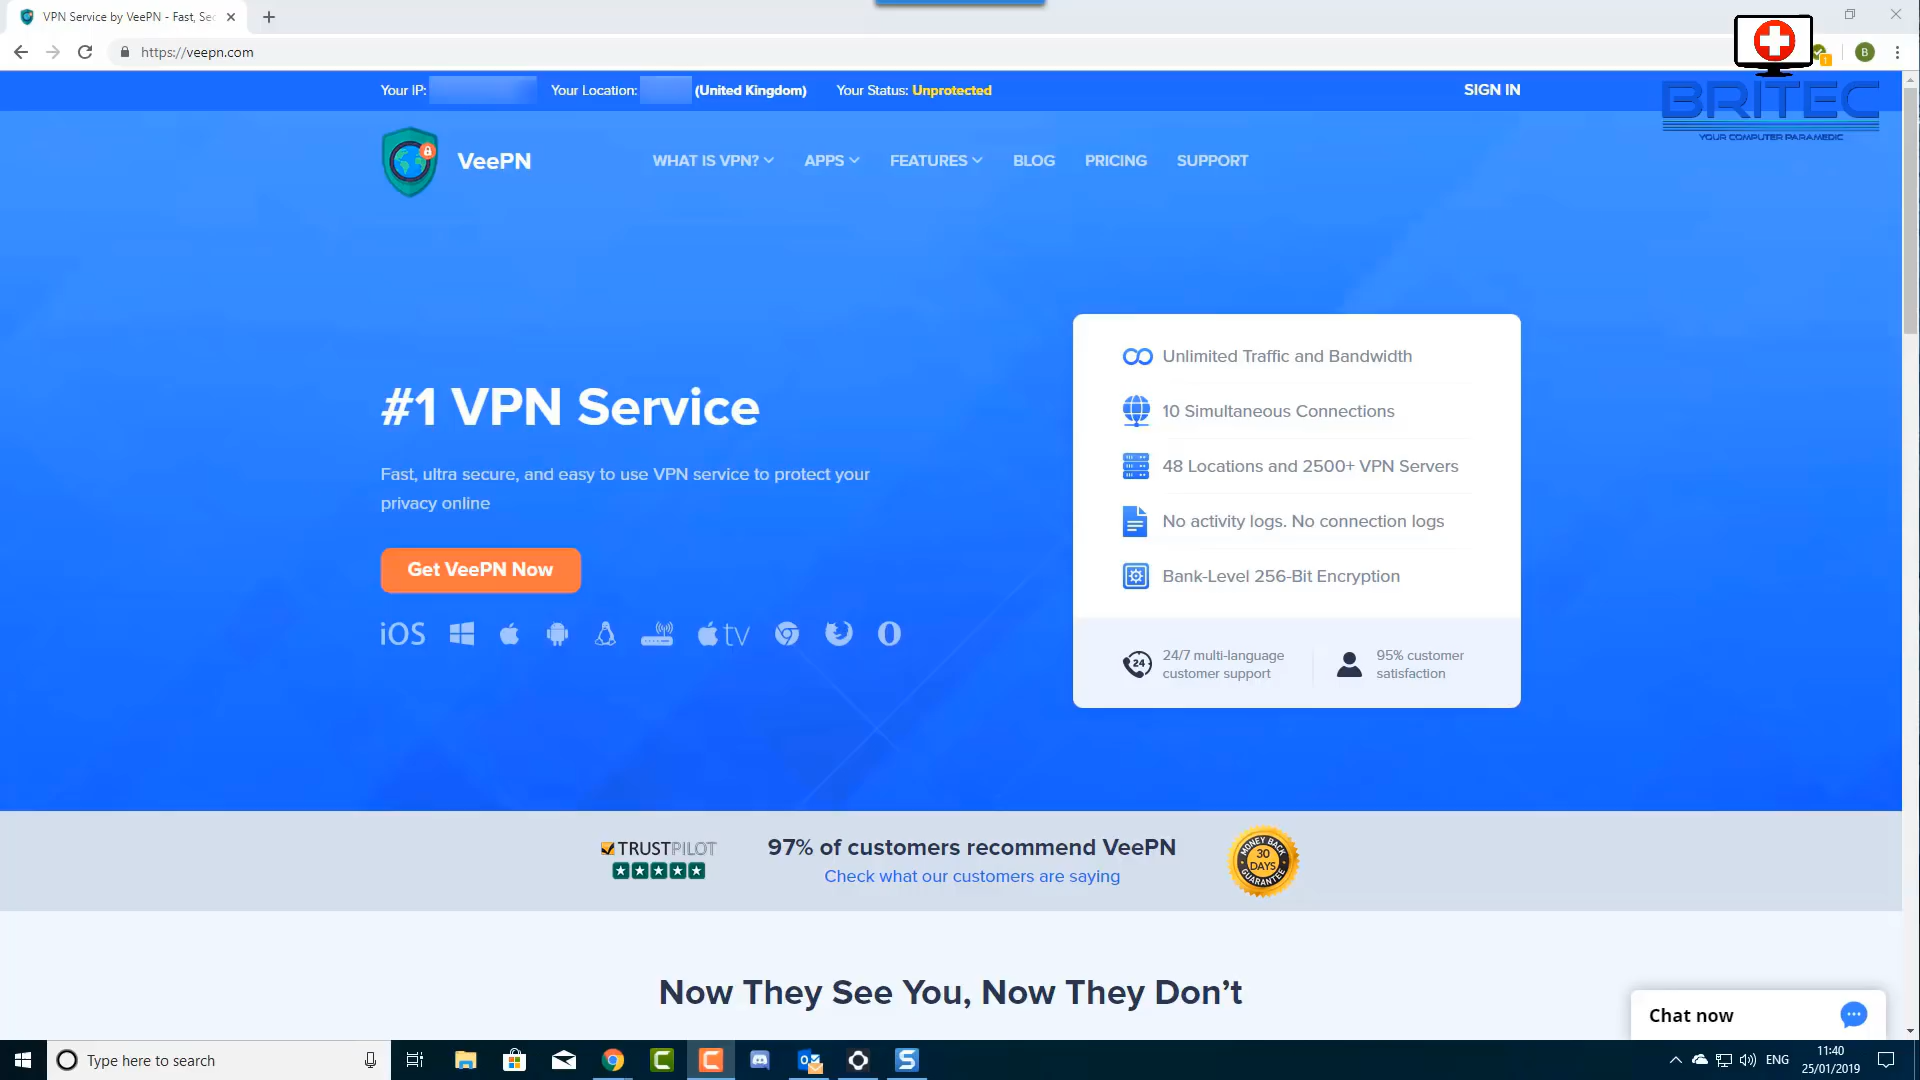 VPN Service by VeePN - Fast, Sec
https://veepn.com
1
B
Your IP:
Your Location:
(United Kingdom)
Your Status: Unprotected
SIGN IN
BRITEC
YOUR COMPUTER PARAMEDIC
VeePN
WHAT IS VPN?
APPS
FEATURES
BLOG
PRICING
SUPPORT
Unlimited Traffic and Bandwidth
10 Simultaneous Connections
48 Locations and 2500+ VPN Servers
No activity logs. No connection logs
Bank-Level 256-Bit Encryption
24
24/7 multi-language
customer support
95% customer
satisfaction
#1 VPN Service
Fast, ultra secure, and easy to use VPN service to protect your
privacy online
Get VeePN Now
iOS
tv
TRUSTPILOT
97% of customers recommend VeePN
Check what our customers are saying
MONEY BACK
30
DAYS
GUARANTEE
Now They See You, Now They Don't
Chat now
Type here to search
ENG
11:40
25/01/2019